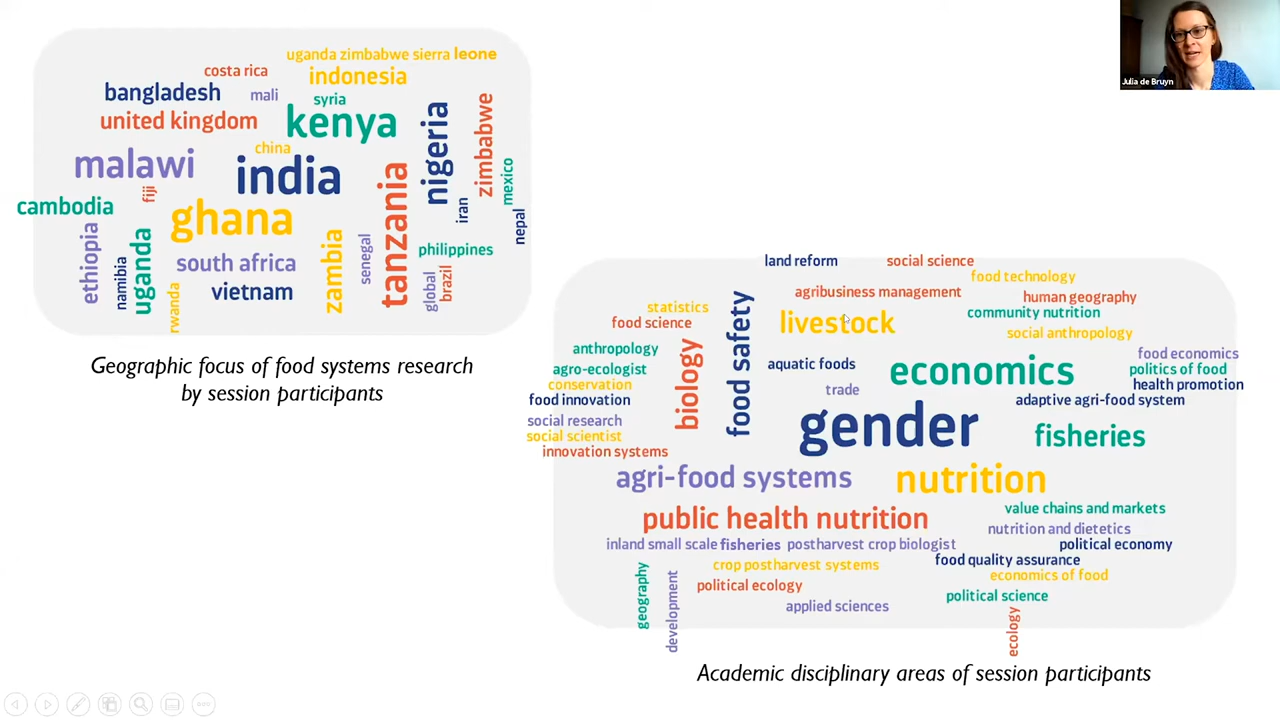 uganda zimbabwe sierra leone
costa rica
indonesia
bangladesh
mali
syria
united kingdom
kenya
nigeria
zimbabwe
china
malawi
india
tanzania
mexico
fiji
iran
cambodia
ghana
nepal
ethiopia
namibia
uganda
south africa
zambia
senegal
philippines
vietnam
rwanda
global
brazil
Geographic focus of food systems research
by session participants
Julia de Bruyn
land reform
social science
food technology
agribusiness management
human geography
statistics
community nutrition
food science
livestock
social anthropology
biology
food safety
anthropology
food economics
aquatic foods
agro-ecologist
economics
politics of food
conservation
trade
health promotion
food innovation
adaptive agri-food system
social research
gender
social scientist
fisheries
innovation systems
agri-food systems
nutrition
value chains and markets
public health nutrition
nutrition and dietetics
inland small scale fisheries
postharvest crop biologist
political economy
food quality assurance
crop postharvest systems
economics of food
geography
development
political ecology
political science
applied sciences
ecology
Academic disciplinary areas of session participants